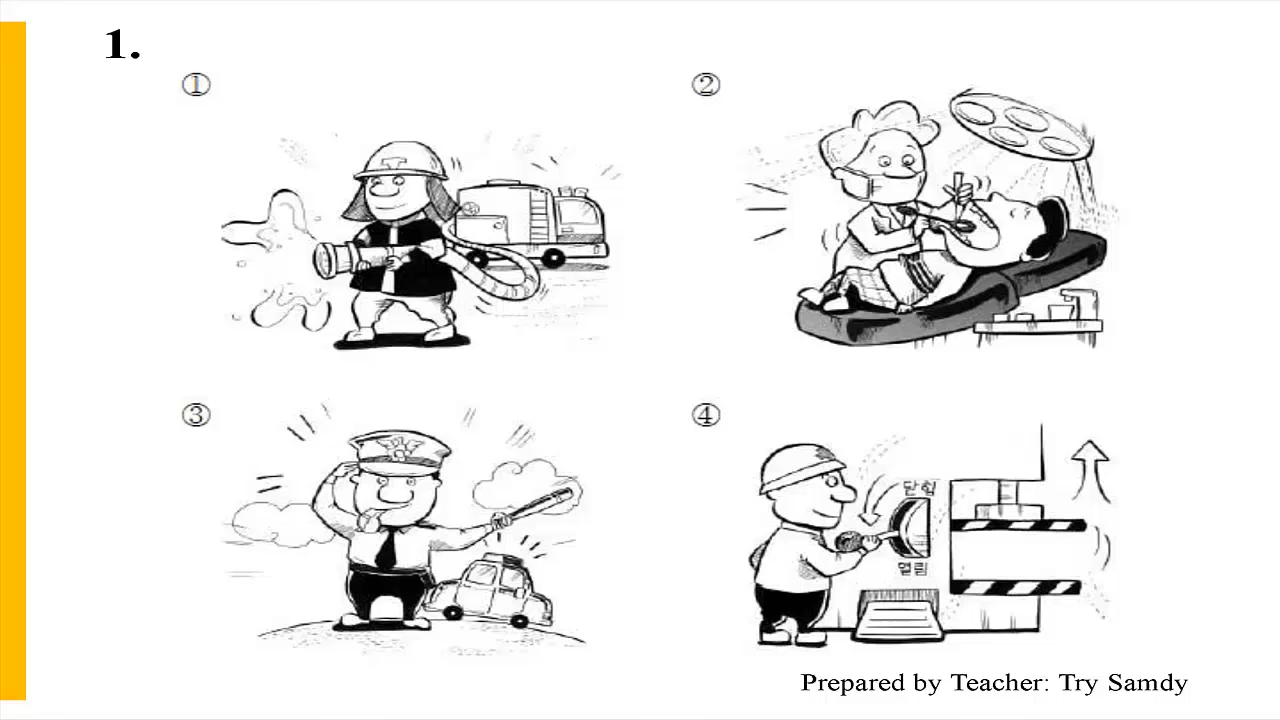 1.
①
②
③
④
닫힘
열림
Prepared by Teacher: Try Samdy